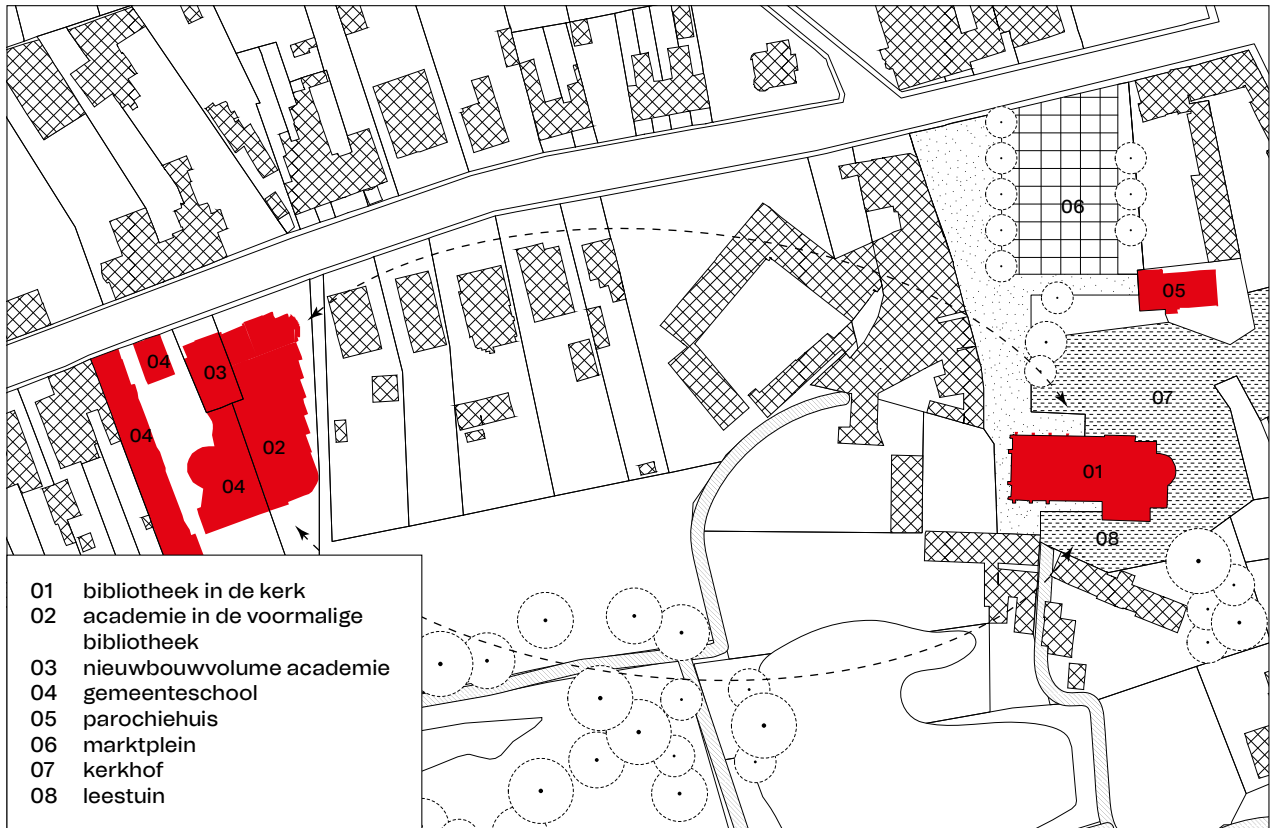 06
05
04
03
07
04
02
01
04
08
01 bibliotheek in de kerk
02 academie in de voormalige
bibliotheek
03 nieuwbouwvolume academie
04 gemeenteschool
05 parochiehuis
06 marktplein
07 kerkhof
08 leestuin